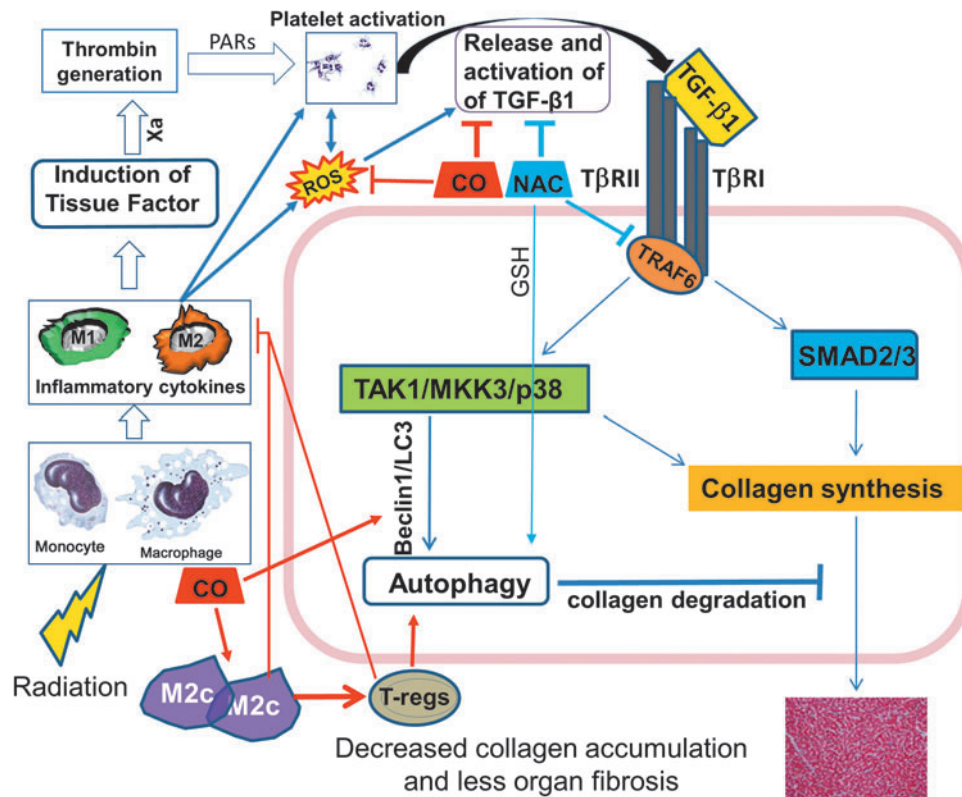 Platelet activation
Thrombin
generation
PARs
Release and
activation of
of TGF-β1
TGF-β1
Xa
Induction of
Tissue Factor
ROS
CO
NAC
TβRII
TβRI
TRAF6
GSH
M1
M2
Inflammatory cytokines
SMAD2/3
TAK1/MKK3/p38
Beclin1/LC3
Collagen synthesis
Monocyte
Macrophage
CO
Autophagy
collagen degradation
Radiation
M2c
M2c
T-regs
Decreased collagen accumulation
and less organ fibrosis